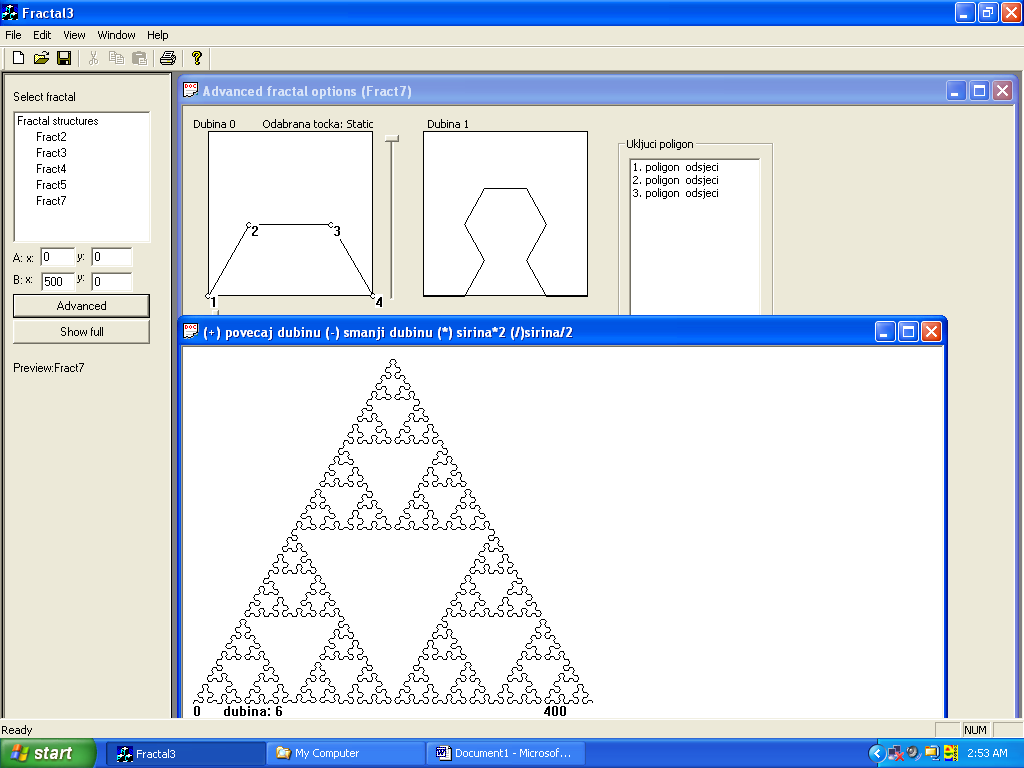 Fractal3
File Edit View Window Help
Select fractal
Fractal structures
Fract2
Fract3
Fract4
Fract5
Fract7
A: x: 0 y: 0
B: x: 500 y: 0
Advanced
Show full
Preview:Fract7
Advanced fractal options (Fract7)
Dubina 0 Odabrana tocka: Static Dubina 1
1 2 3 4
Ukljuci poligon
1. poligon odsjeci
2. poligon odsjeci
3. poligon odsjeci
(+) povecaj dubinu (-) smanji dubinu (*) sirina*2 (/)sirina/2
0 dubina: 6 400
Ready NUM
start Fractal3 My Computer Document1 - Microsof... 2:53 AM